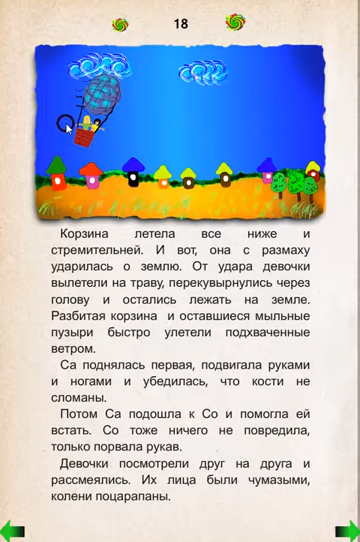 18
Корзина летела все ниже и
стремительней. И вот, она с размаху
ударилась о землю. От удара девочки
вылетели на траву, перекувырнулись через
голову и остались лежать на земле.
Разбитая корзина и оставшиеся мыльные
пузыри быстро улетели подхваченные
ветром.
Са поднялась первая, подвигала руками
и ногами и убедилась, что кости не
сломаны.
Потом Са подошла к Со и помогла ей
встать. Со тоже ничего не повредила,
только порвала рукав.
Девочки посмотрели друг на друга и
рассмеялись. Их лица были чумазыми,
колени поцарапаны.